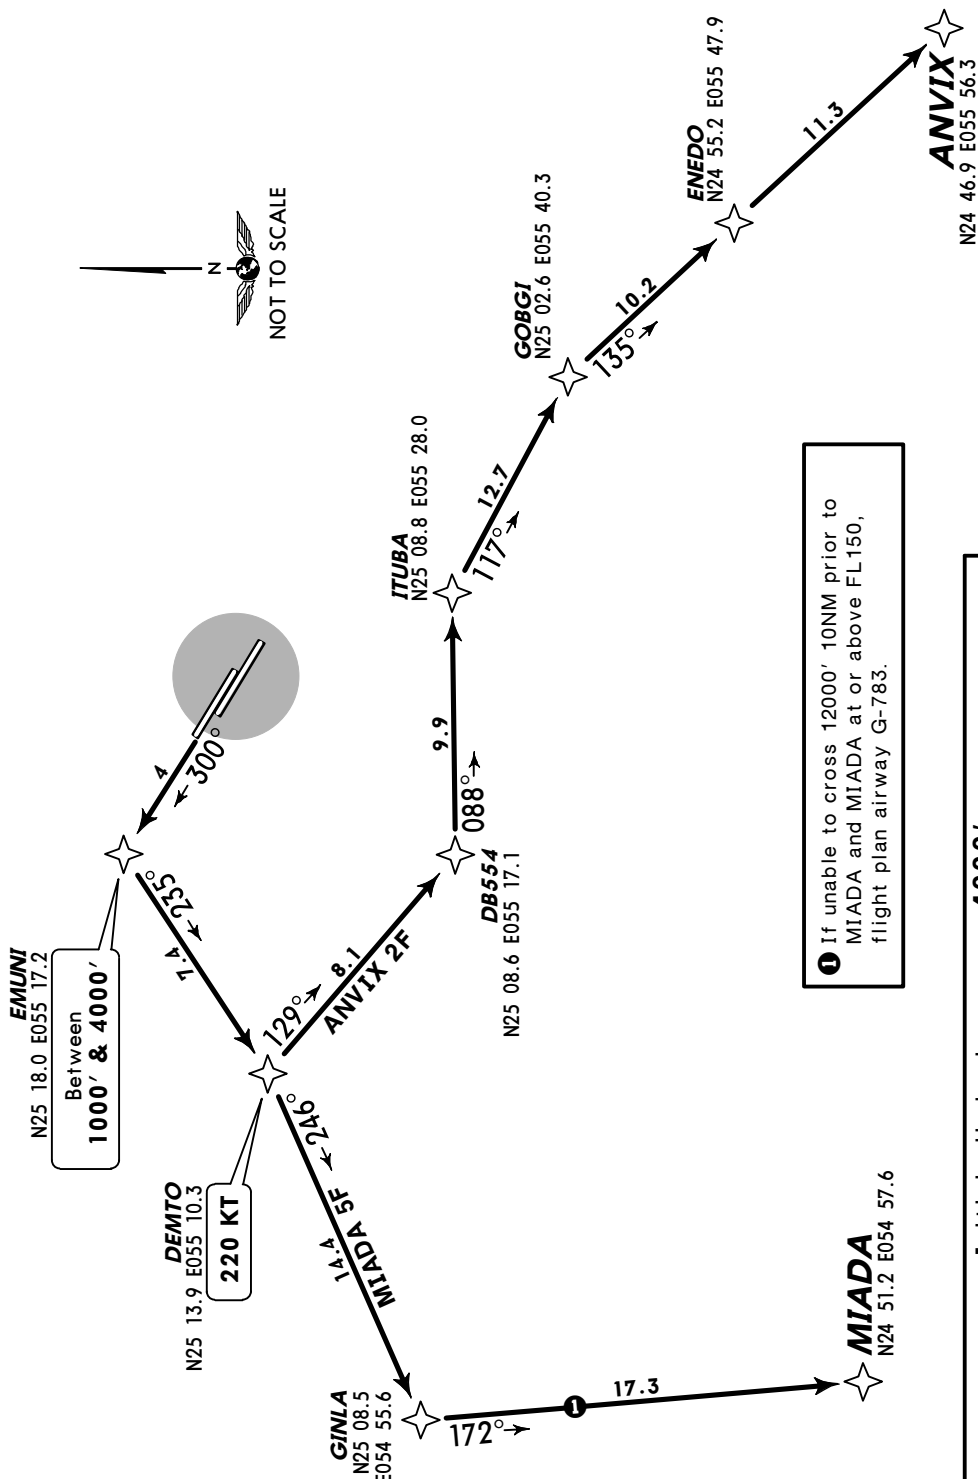 N
NOT TO SCALE
EMUNI
N25 18.0 E055 17.2
Between
1000' & 4000'
4
300°
235°
7.4
DEMTO
N25 13.9 E055 10.3
220 KT
129°
8.1
ANVIX 2F
246°
14.4
MIADA 5F
GINLA
N25 08.5
E054 55.6
172°
1
17.3
MIADA
N24 51.2 E054 57.6
DB554
N25 08.6 E055 17.1
088°
9.9
ITUBA
N25 08.8 E055 28.0
117°
12.7
GOBGI
N25 02.6 E055 40.3
135°
10.2
ENEDO
N24 55.2 E055 47.9
11.3
ANVIX
N24 46.9 E055 56.3
1 If unable to cross 12000' 10NM prior to
MIADA and MIADA at or above FL150,
flight plan airway G-783.